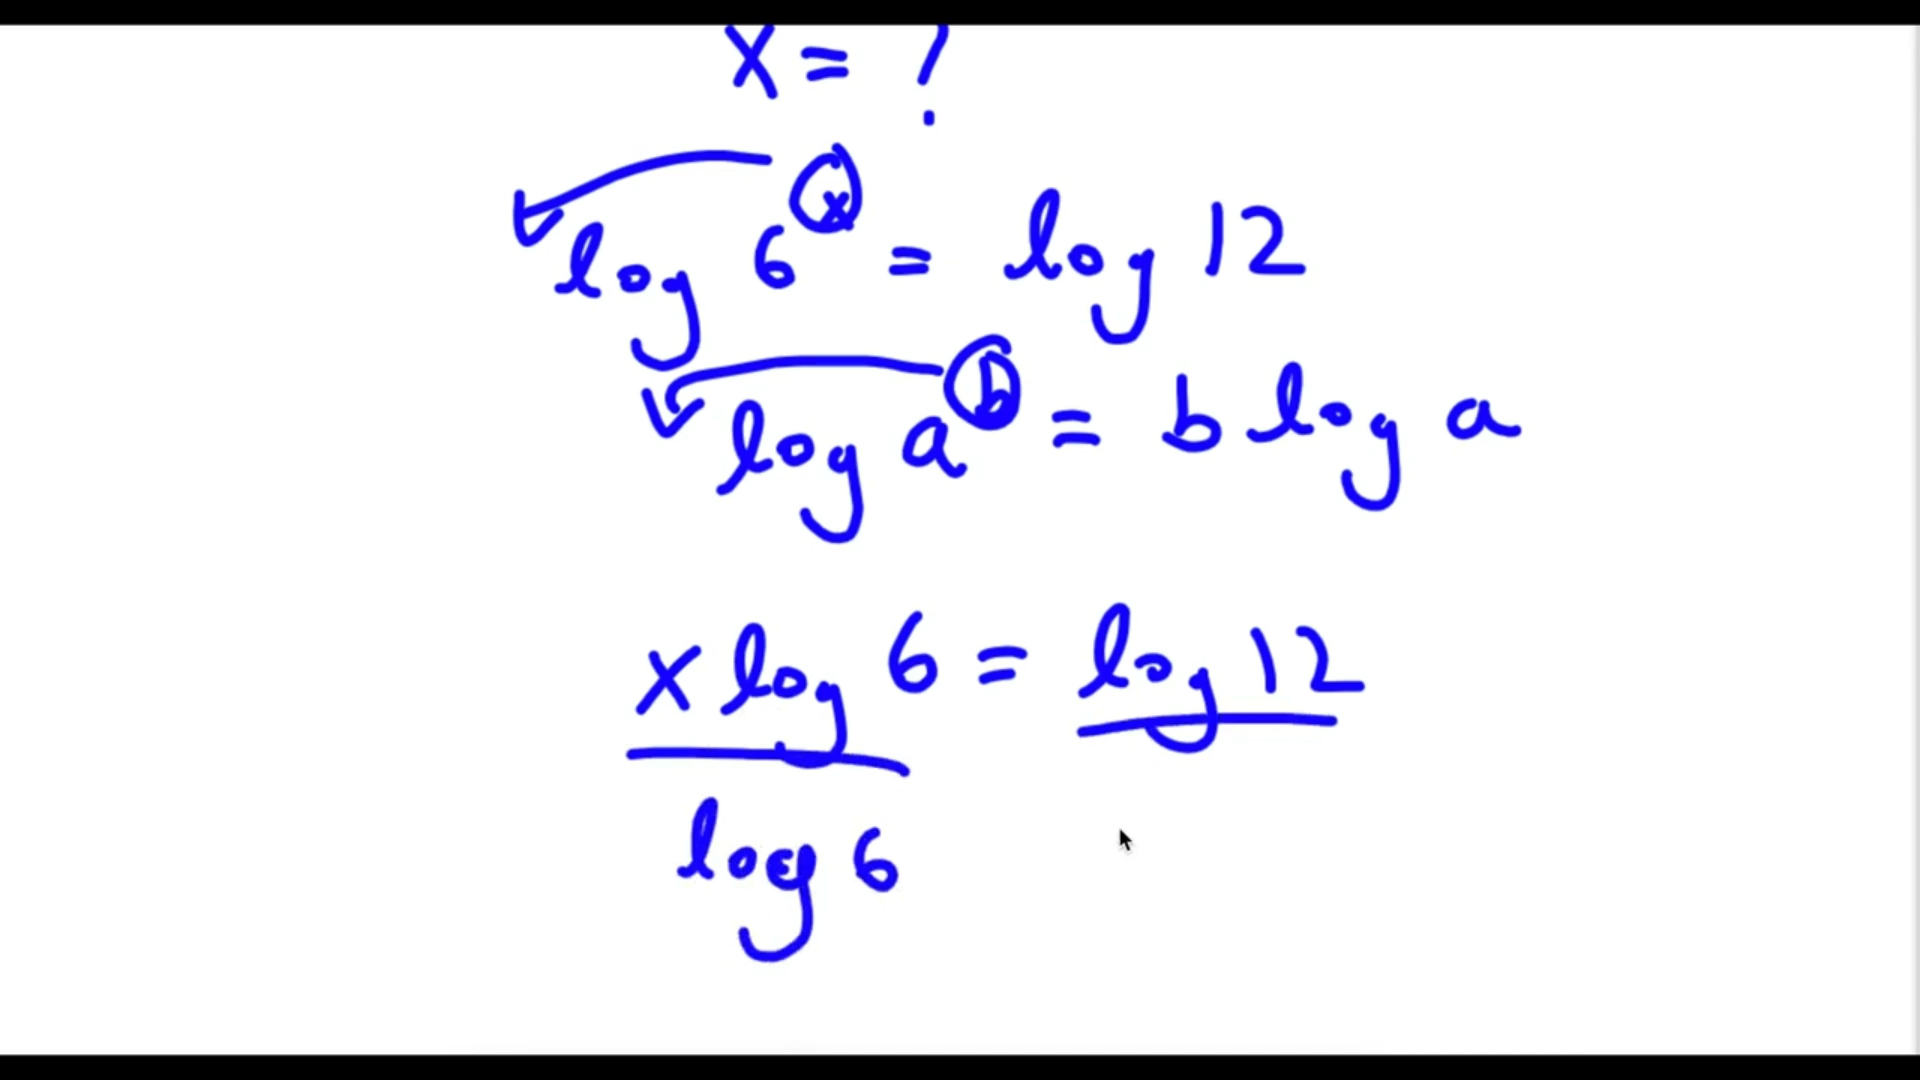 x = ?
log 6^x = log 12
log a^b = b log a
x log 6 = log 12
log 6